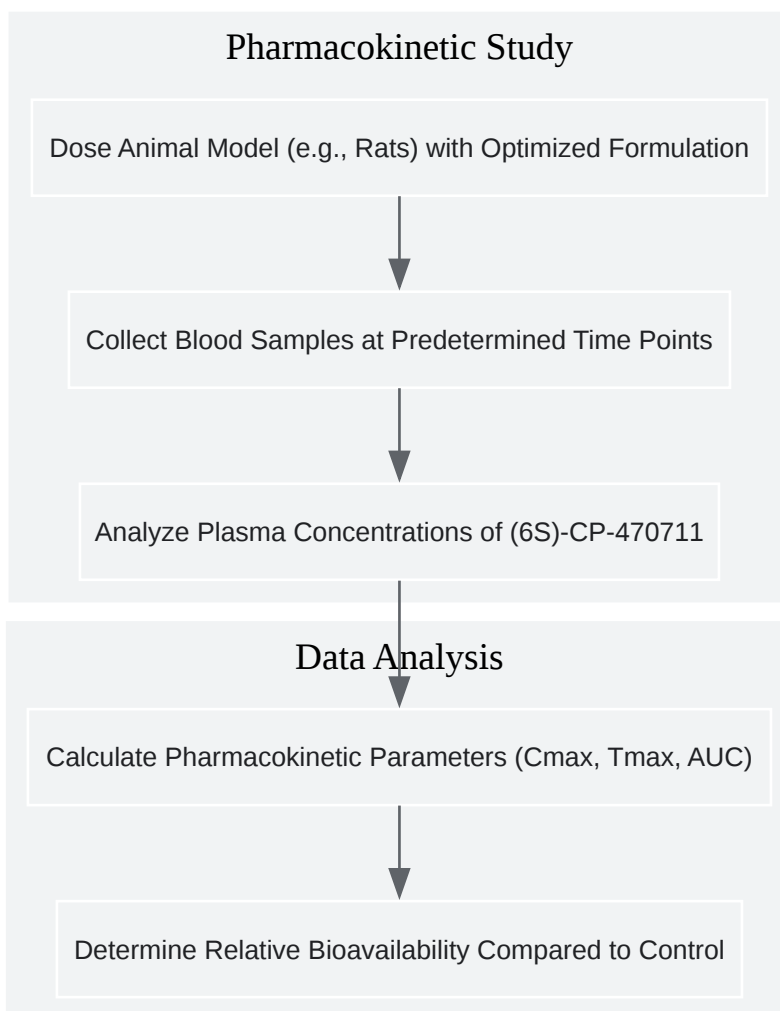 Pharmacokinetic Study
Dose Animal Model (e.g., Rats) with Optimized Formulation
Collect Blood Samples at Predetermined Time Points
Analyze Plasma Concentrations of (6S)-CP-470711
Data Analysis
Calculate Pharmacokinetic Parameters (Cmax, Tmax, AUC)
Determine Relative Bioavailability Compared to Control